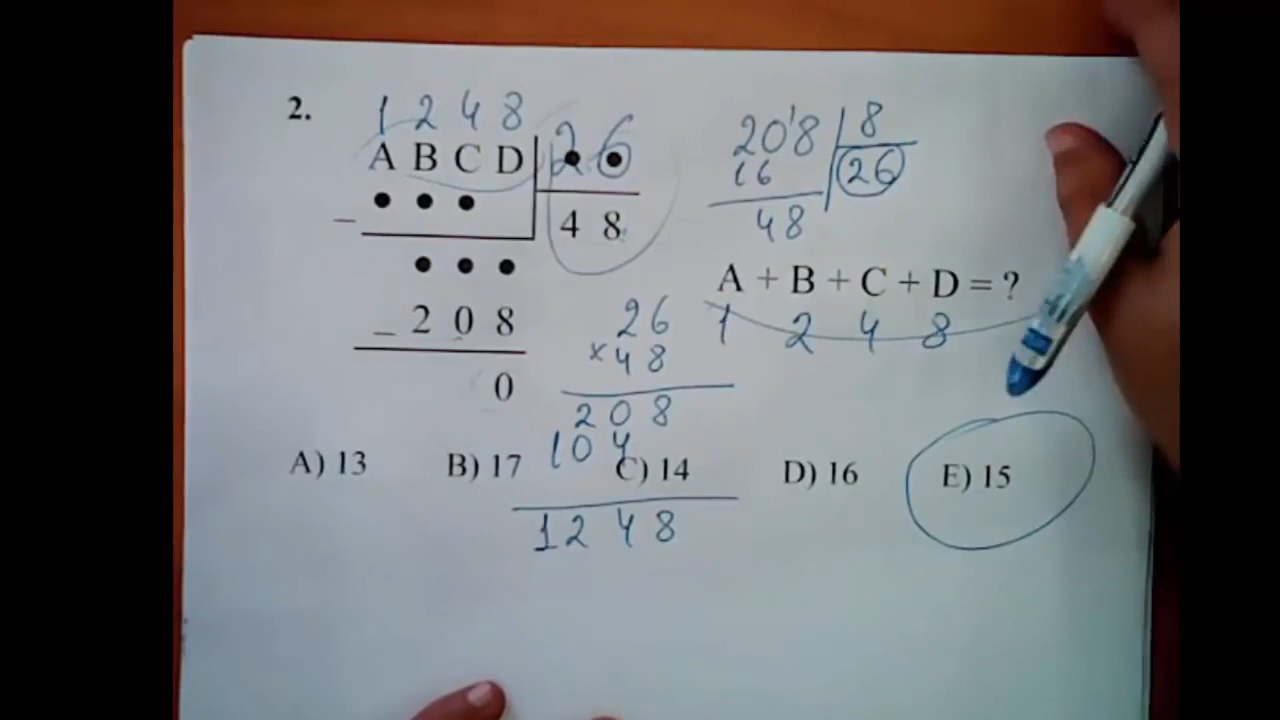 2.
1 2 4 8
A B C D 2 6
• • •
4 8
• • •
– 2 0 8
0
208 8
16 26
48
A + B + C + D = ?
1 2 4 8
26
× 48
208
104
1248
A) 13 B) 17 C) 14 D) 16 E) 15